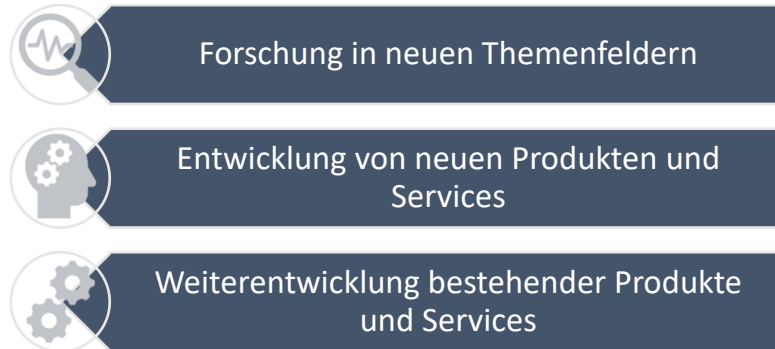 Forschung in neuen Themenfeldern
Entwicklung von neuen Produkten und
Services
Weiterentwicklung bestehender Produkte
und Services